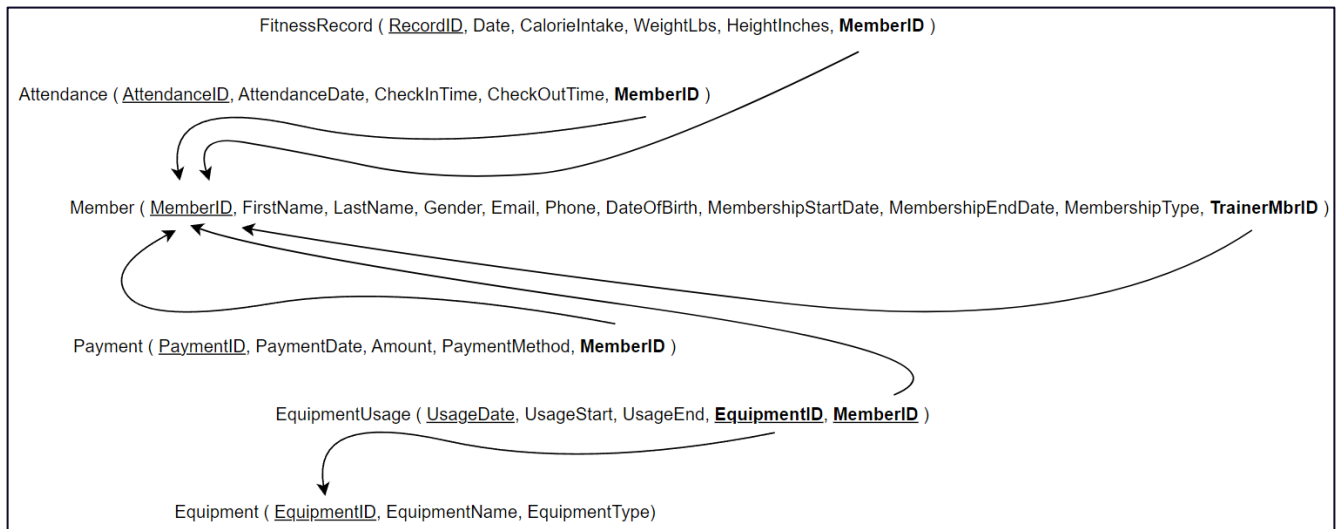 FitnessRecord ( RecordID, Date, CalorieIntake, WeightLbs, HeightInches, MemberID )
Attendance ( AttendanceID, AttendanceDate, CheckInTime, CheckOutTime, MemberID )
Member ( MemberID, FirstName, LastName, Gender, Email, Phone, DateOfBirth, MembershipStartDate, MembershipEndDate, MembershipType, TrainerMbrID )
Payment ( PaymentID, PaymentDate, Amount, PaymentMethod, MemberID )
EquipmentUsage ( UsageDate, UsageStart, UsageEnd, EquipmentID, MemberID )
Equipment ( EquipmentID, EquipmentName, EquipmentType)